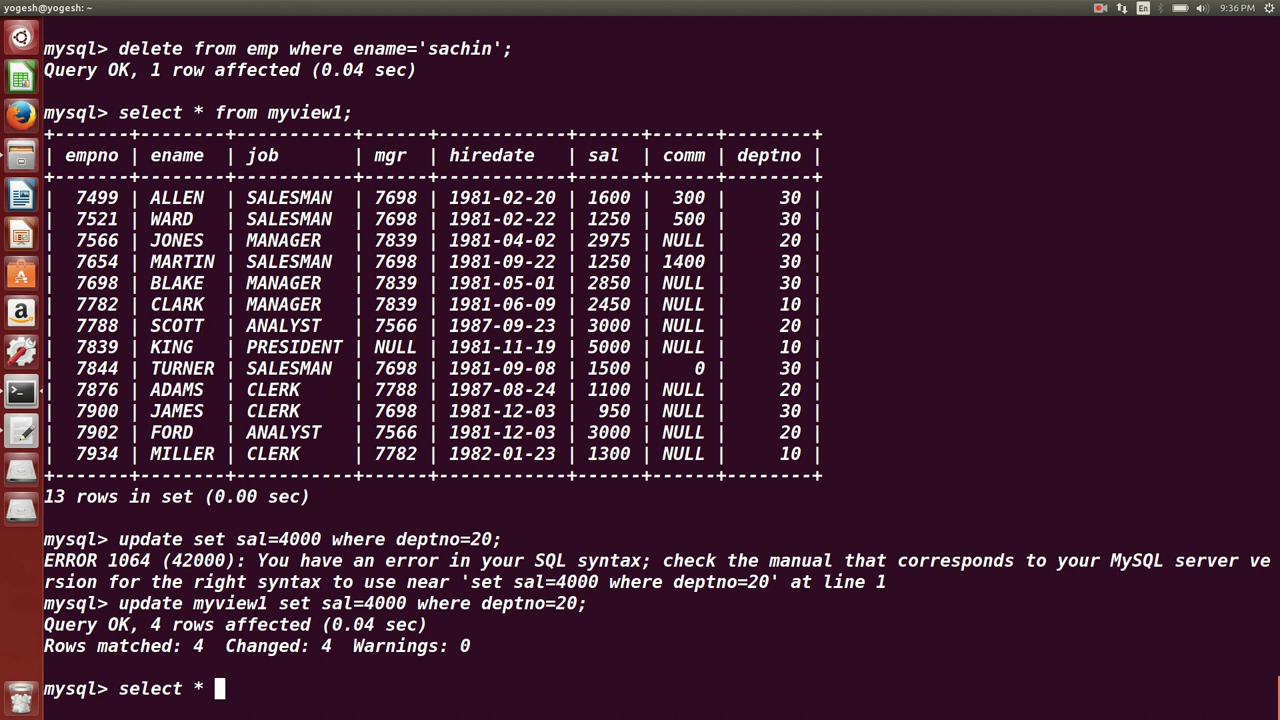 yogesh@yogesh: ~
En
9:36 PM
mysql> delete from emp where ename='sachin';
Query OK, 1 row affected (0.04 sec)
mysql> select * from myview1;
+-------+--------+-----------+------+------------+------+------+--------+
| empno | ename  | job       | mgr  | hiredate   | sal  | comm | deptno |
+-------+--------+-----------+------+------------+------+------+--------+
|  7499 | ALLEN  | SALESMAN  | 7698 | 1981-02-20 | 1600 |  300 |     30 |
|  7521 | WARD   | SALESMAN  | 7698 | 1981-02-22 | 1250 |  500 |     30 |
|  7566 | JONES  | MANAGER   | 7839 | 1981-04-02 | 2975 | NULL |     20 |
|  7654 | MARTIN | SALESMAN  | 7698 | 1981-09-22 | 1250 | 1400 |     30 |
|  7698 | BLAKE  | MANAGER   | 7839 | 1981-05-01 | 2850 | NULL |     30 |
|  7782 | CLARK  | MANAGER   | 7839 | 1981-06-09 | 2450 | NULL |     10 |
|  7788 | SCOTT  | ANALYST   | 7566 | 1987-09-23 | 3000 | NULL |     20 |
|  7839 | KING   | PRESIDENT | NULL | 1981-11-19 | 5000 | NULL |     10 |
|  7844 | TURNER | SALESMAN  | 7698 | 1981-09-08 | 1500 |    0 |     30 |
|  7876 | ADAMS  | CLERK     | 7788 | 1987-08-24 | 1100 | NULL |     20 |
|  7900 | JAMES  | CLERK     | 7698 | 1981-12-03 |  950 | NULL |     30 |
|  7902 | FORD   | ANALYST   | 7566 | 1981-12-03 | 3000 | NULL |     20 |
|  7934 | MILLER | CLERK     | 7782 | 1982-01-23 | 1300 | NULL |     10 |
+-------+--------+-----------+------+------------+------+------+--------+
13 rows in set (0.00 sec)
mysql> update set sal=4000 where deptno=20;
ERROR 1064 (42000): You have an error in your SQL syntax; check the manual that corresponds to your MySQL server ve
rsion for the right syntax to use near 'set sal=4000 where deptno=20' at line 1
mysql> update myview1 set sal=4000 where deptno=20;
Query OK, 4 rows affected (0.04 sec)
Rows matched: 4  Changed: 4  Warnings: 0
mysql> select *